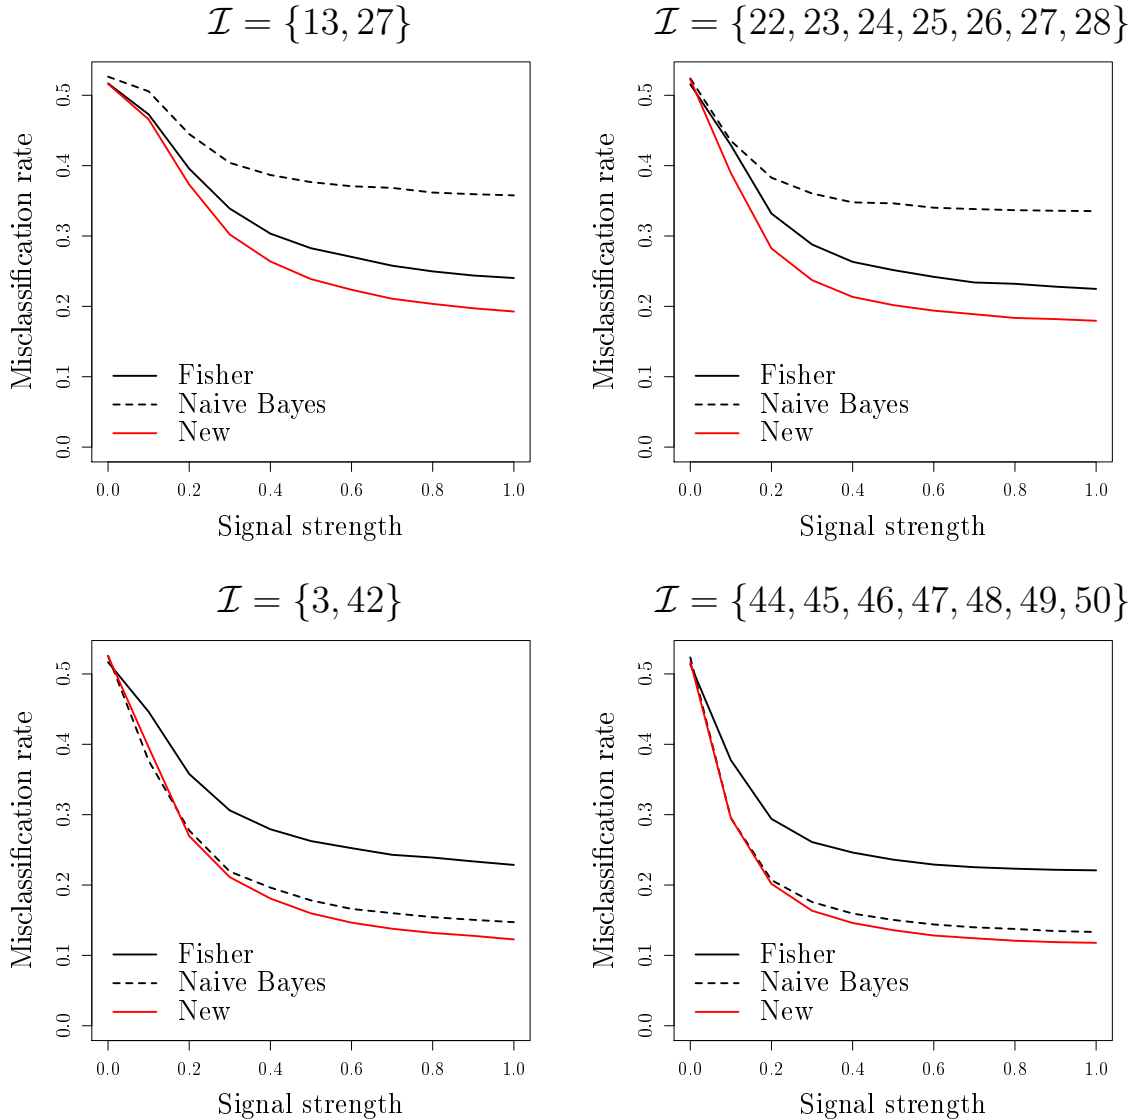 𝓘 = {13, 27}
Misclassification rate
0.5
0.4
0.3
0.2
0.1
0.0
Fisher
Naive Bayes
New
0.0 0.2 0.4 0.6 0.8 1.0
Signal strength
𝓘 = {22, 23, 24, 25, 26, 27, 28}
Misclassification rate
0.5
0.4
0.3
0.2
0.1
0.0
Fisher
Naive Bayes
New
0.0 0.2 0.4 0.6 0.8 1.0
Signal strength
𝓘 = {3, 42}
Misclassification rate
0.5
0.4
0.3
0.2
0.1
0.0
Fisher
Naive Bayes
New
0.0 0.2 0.4 0.6 0.8 1.0
Signal strength
𝓘 = {44, 45, 46, 47, 48, 49, 50}
Misclassification rate
0.5
0.4
0.3
0.2
0.1
0.0
Fisher
Naive Bayes
New
0.0 0.2 0.4 0.6 0.8 1.0
Signal strength